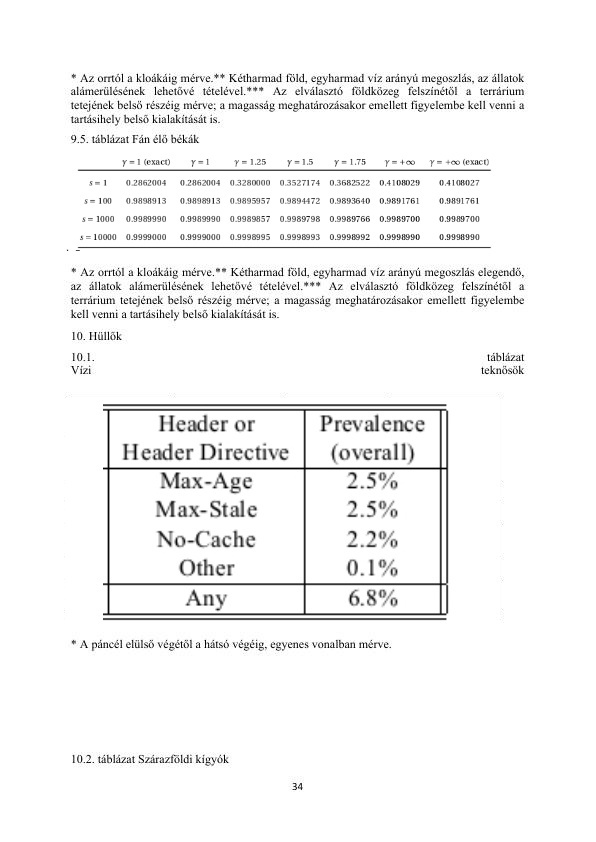 * Az orrtól a kloákáig mérve.** Kétharmad föld, egyharmad víz arányú megoszlás, az állatok
alámerülésének lehetővé tételével.*** Az elválasztó földközeg felszínétől a terrárium
tetejének belső részéig mérve; a magasság meghatározásakor emellett figyelembe kell venni a
tartásihely belső kialakítását is.
9.5. táblázat Fán élő békák
γ = 1 (exact) γ = 1 γ = 1.25 γ = 1.5 γ = 1.75 γ = +∞ γ = +∞ (exact)
s = 1 0.2862004 0.2862004 0.3280000 0.3527174 0.3682522 0.4108029 0.4108027
s = 100 0.9898913 0.9898913 0.9895957 0.9894472 0.9893640 0.9891761 0.9891761
s = 1000 0.9989990 0.9989990 0.9989857 0.9989798 0.9989766 0.9989700 0.9989700
s = 10000 0.9999000 0.9999000 0.9998995 0.9998993 0.9998992 0.9998990 0.9998990
* Az orrtól a kloákáig mérve.** Kétharmad föld, egyharmad víz arányú megoszlás elegendő,
az állatok alámerülésének lehetővé tételével.*** Az elválasztó földközeg felszínétől a
terrárium tetejének belső részéig mérve; a magasság meghatározásakor emellett figyelembe
kell venni a tartásihely belső kialakítását is.
10. Hüllők
10.1. táblázat
Vízi teknősök
Header or Prevalence
Header Directive (overall)
Max-Age 2.5%
Max-Stale 2.5%
No-Cache 2.2%
Other 0.1%
Any 6.8%
* A páncél elülső végétől a hátsó végéig, egyenes vonalban mérve.
10.2. táblázat Szárazföldi kígyók
34